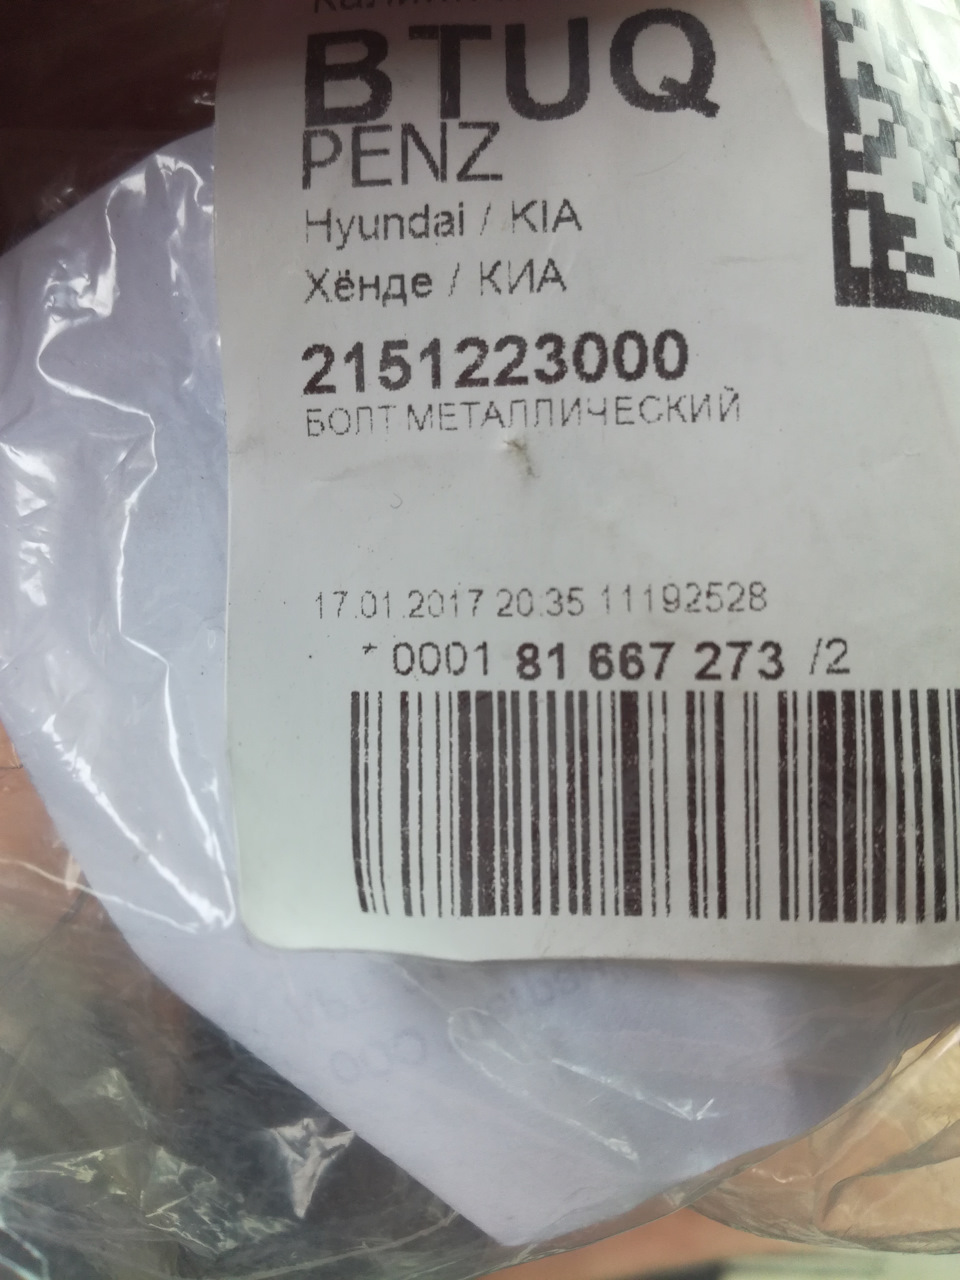 BTUQ
PENZ
Hyundai / KIA
Хёнде / КИА
2151223000
БОЛТ МЕТАЛЛИЧЕСКИЙ
17.01.2017 20:35 11192528
* 0001 81 667 273 /2